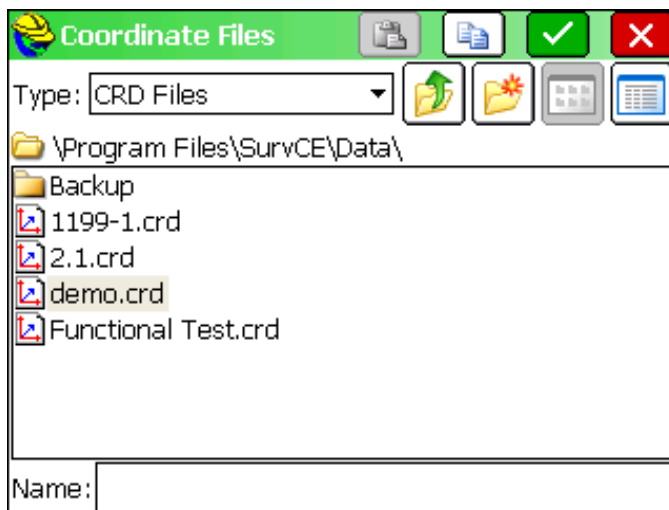 Coordinate Files
Type: CRD Files
\Program Files\SurvCE\Data\
Backup
1199-1.crd
2.1.crd
demo.crd
Functional Test.crd
Name: